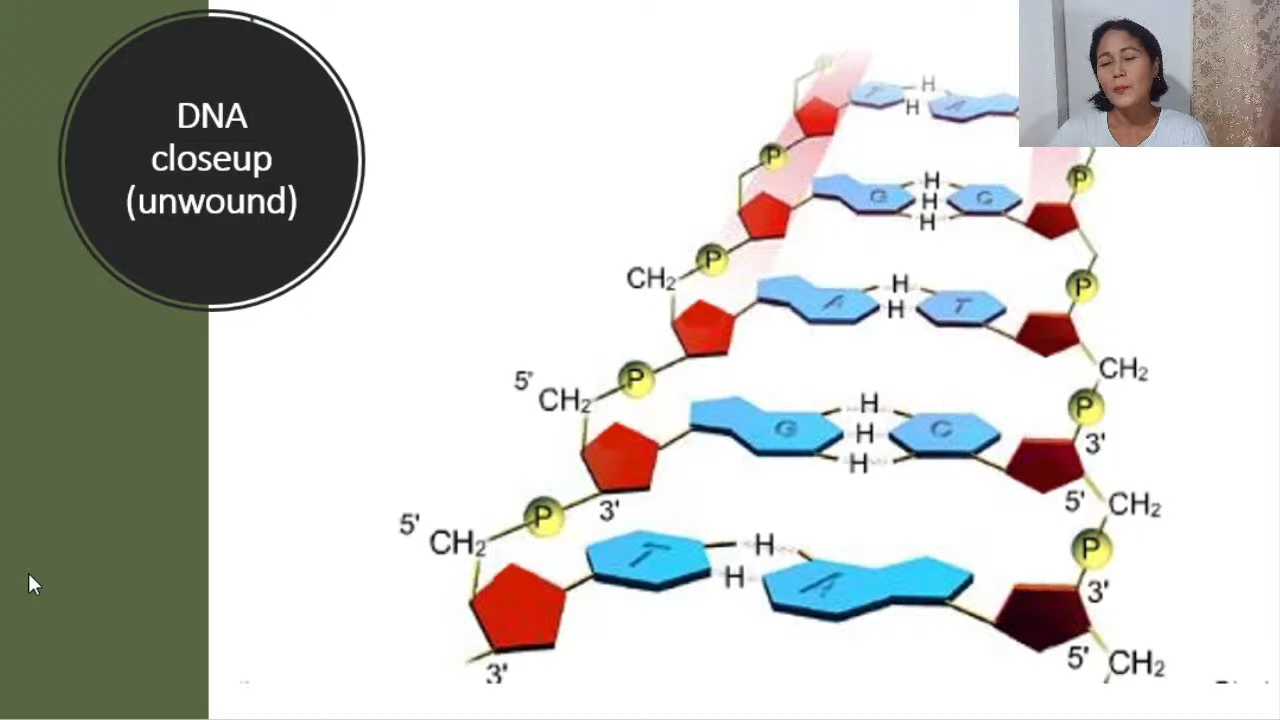 DNA
closeup
(unwound)
H
T
H
A
P
P
H
G
H
G
H
P
CH₂
P
H
A
H
T
5'
P
CH₂
CH₂
H
P
G
H
C
3'
H
5'
P
3'
5'
CH₂
CH₂
H
P
T
H
A
3'
5'
CH₂
3'